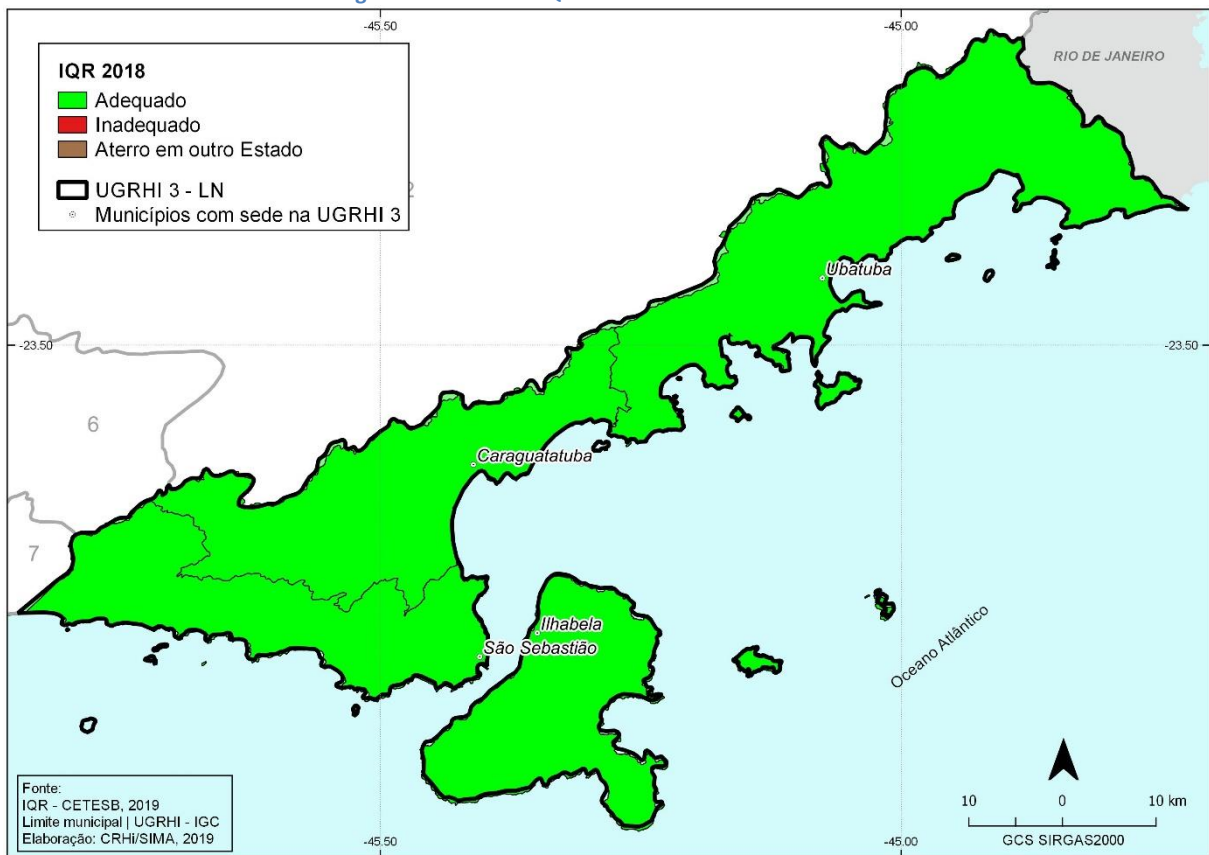 -45.50
-45.00
IQR 2018
Adequado
Inadequado
Aterro em outro Estado
UGRHI 3 - LN
Municípios com sede na UGRHI 3
2
RIO DE JANEIRO
Ubatuba
-23.50
-23.50
6
Caraguatatuba
7
Ilhabela
São Sebastião
Oceano Atlântico
Fonte:
IQR - CETESB, 2019
Limite municipal | UGRHI - IGC
Elaboração: CRHi/SIMA, 2019
10 0 10 km
GCS SIRGAS2000
-45.50
-45.00